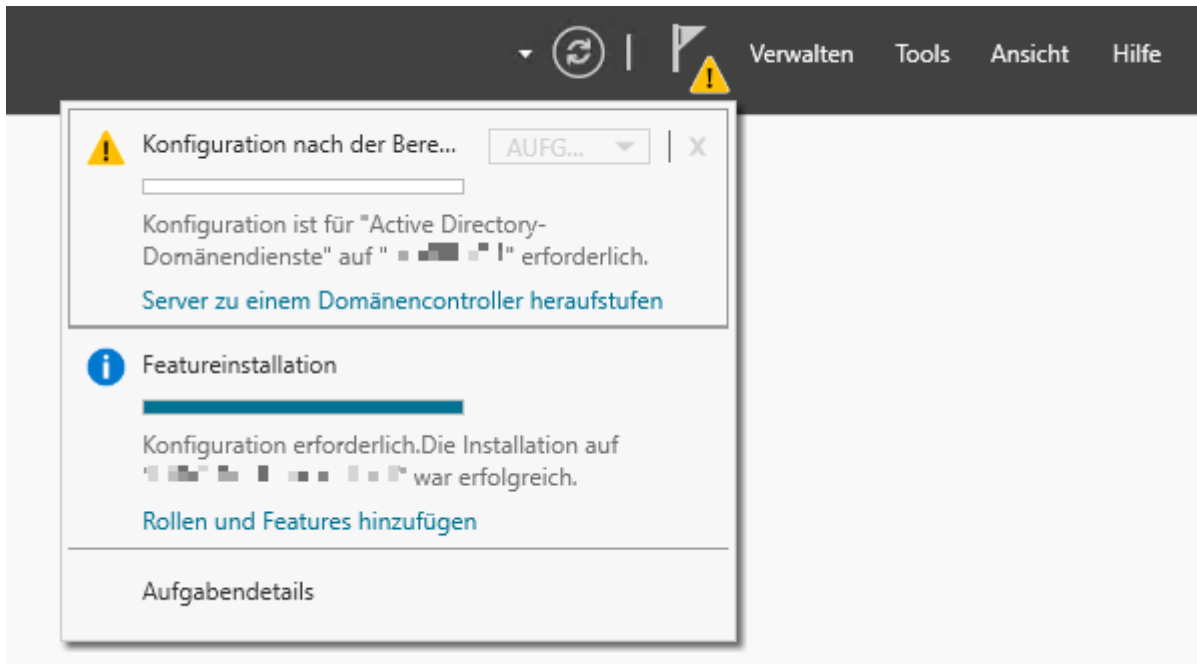 Verwalten Tools Ansicht Hilfe
Konfiguration nach der Bere... AUFG... X
Konfiguration ist für "Active Directory-
Domänendienste" auf " " erforderlich.
Server zu einem Domänencontroller heraufstufen
Featureinstallation
Konfiguration erforderlich.Die Installation auf
" " war erfolgreich.
Rollen und Features hinzufügen
Aufgabendetails